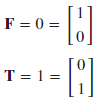 F = 0 = [1 0]
T = 1 = [0 1]